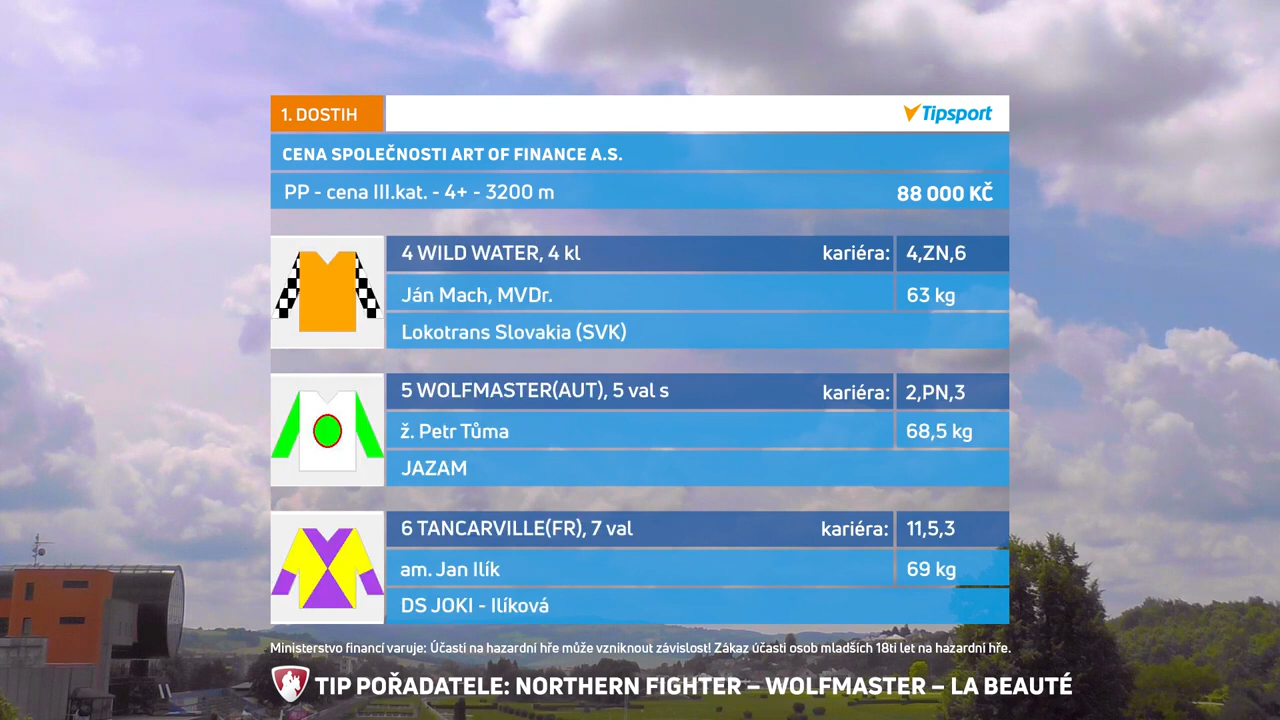 1. DOSTIH
Tipsport
CENA SPOLEČNOSTI ART OF FINANCE A.S.
PP - cena III.kat. - 4+ - 3200 m 88 000 KČ
4 WILD WATER, 4 kl kariéra: 4,ZN,6
Ján Mach, MVDr. 63 kg
Lokotrans Slovakia (SVK)
5 WOLFMASTER(AUT), 5 val s kariéra: 2,PN,3
ž. Petr Tůma 68,5 kg
JAZAM
6 TANCARVILLE(FR), 7 val kariéra: 11,5,3
am. Jan Ilík 69 kg
DS JOKI - Ilíková
Ministerstvo financí varuje: Účastí na hazardní hře může vzniknout závislost! Zákaz účasti osob mladších 18ti let na hazardní hře.
TIP POŘADATELE: NORTHERN FIGHTER – WOLFMASTER – LA BEAUTÉ